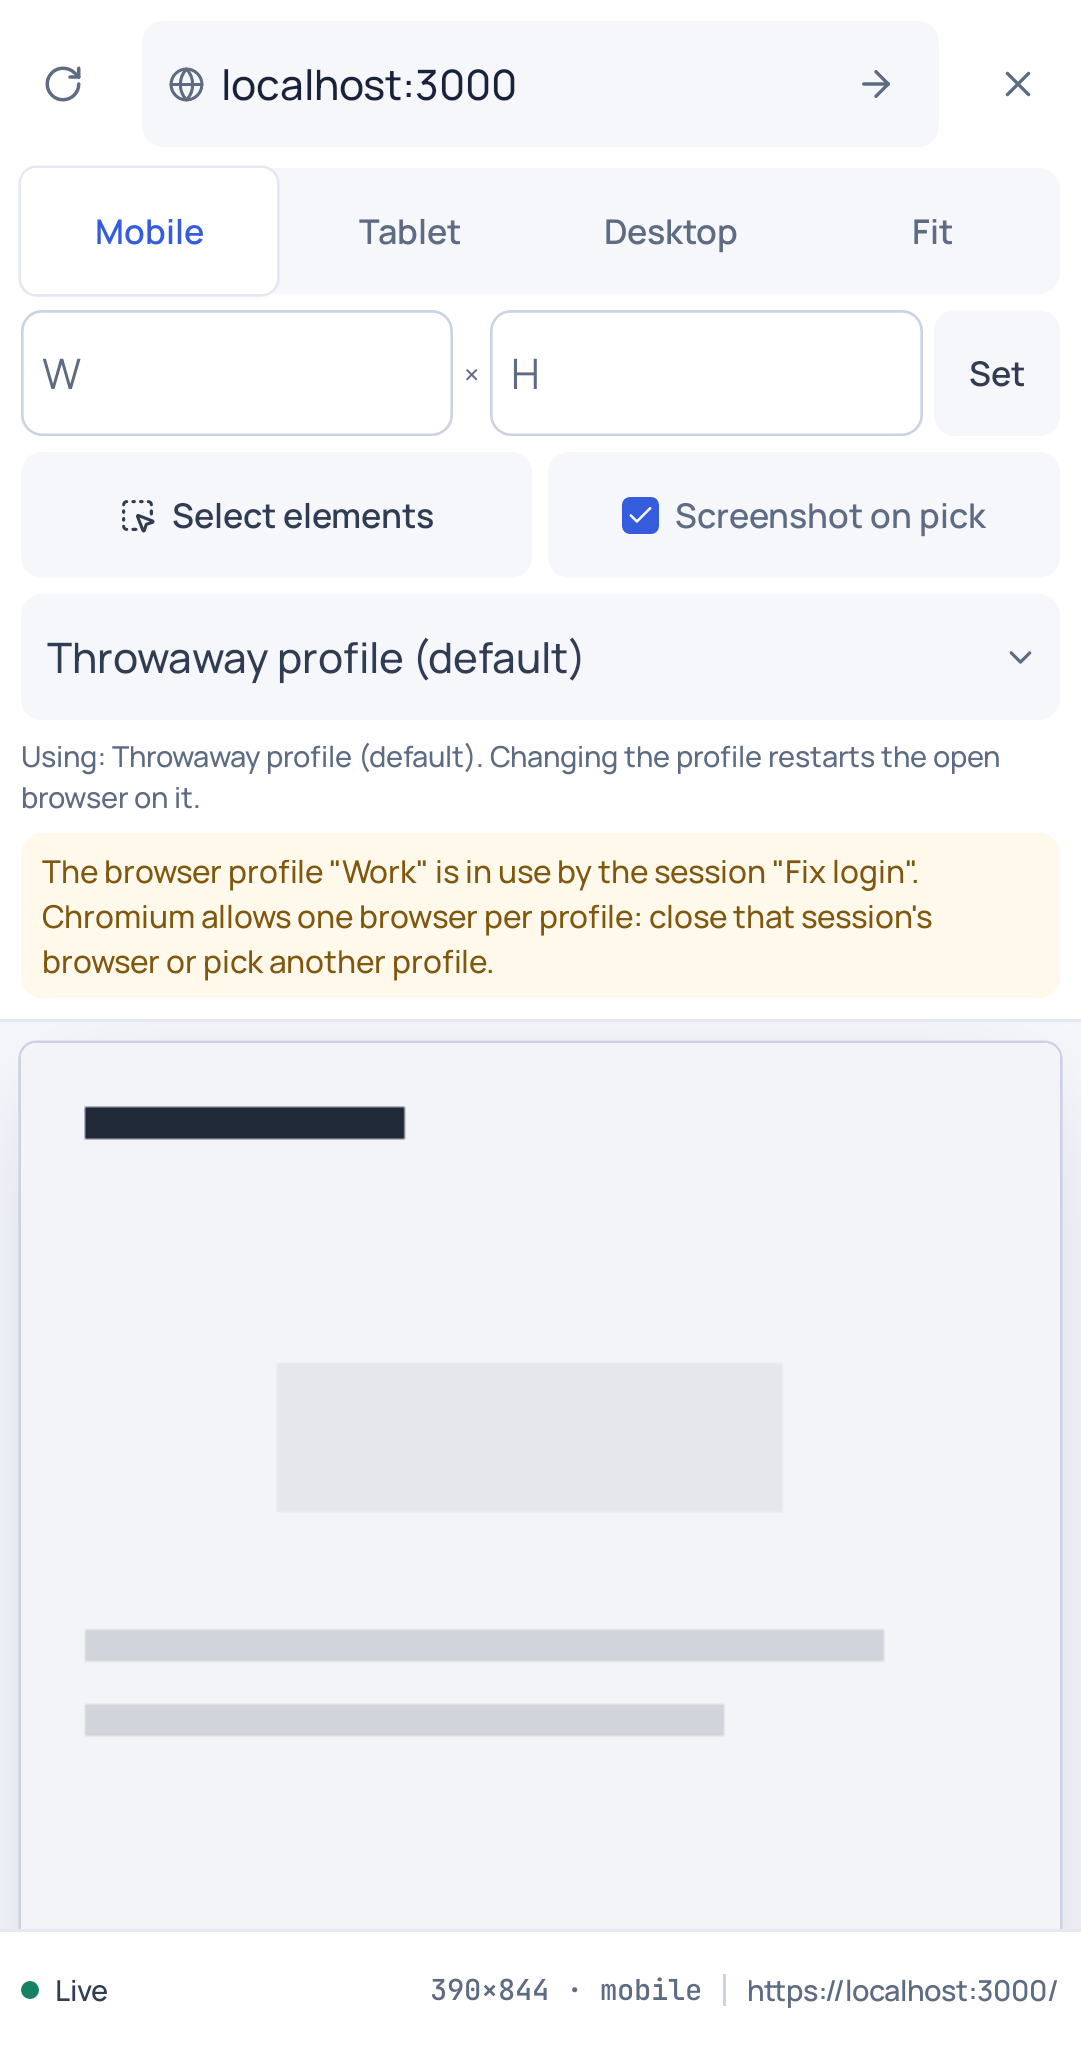 localhost:3000
Mobile
Tablet
Desktop
Fit
W
×
H
Set
Select elements
Screenshot on pick
Throwaway profile (default)
Using: Throwaway profile (default). Changing the profile restarts the open
browser on it.
The browser profile "Work" is in use by the session "Fix login".
Chromium allows one browser per profile: close that session's
browser or pick another profile.
Live
390×844 · mobile
https://localhost:3000/